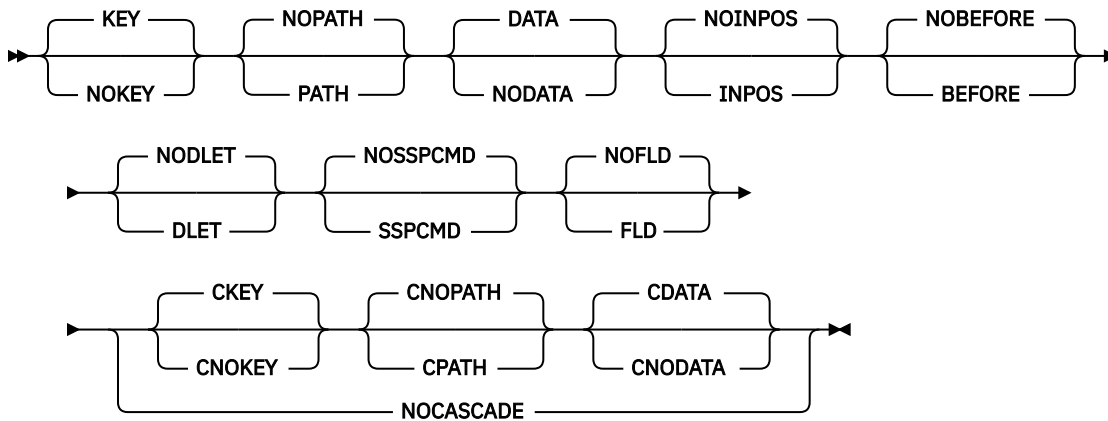 KEY NOPATH DATA NOINPOS NOBEFORE
NOKEY PATH NODATA INPOS BEFORE
NODLET NOSSPCMD NOFLD
DLET SSPCMD FLD
CKEY CNOPATH CDATA
CNOKEY CPATH CNODATA
NOCASCADE